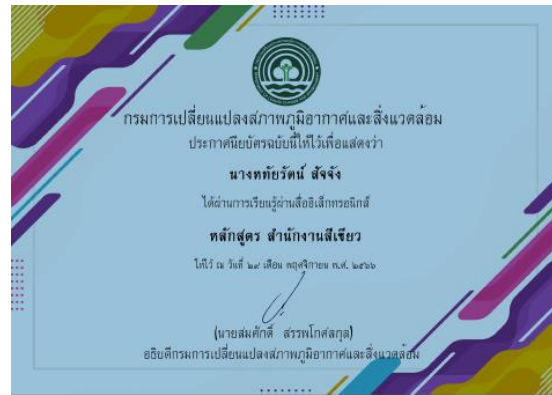 กรมการเปลี่ยนแปลงสภาพภูมิอากาศและสิ่งแวดล้อม
ประกาศนียบัตรฉบับนี้ให้ไว้เพื่อแสดงว่า
นางหทัยรัตน์ สัจจัง
ได้ผ่านการเรียนรู้ผ่านสื่ออิเล็กทรอนิกส์
หลักสูตร สำนักงานสีเขียว
ให้ไว้ ณ วันที่ ๒๙ เดือน พฤศจิกายน พ.ศ. ๒๕๖๖
(นายสมศักดิ์ สรรพโกศลกุล)
อธิบดีกรมการเปลี่ยนแปลงสภาพภูมิอากาศและสิ่งแวดล้อม